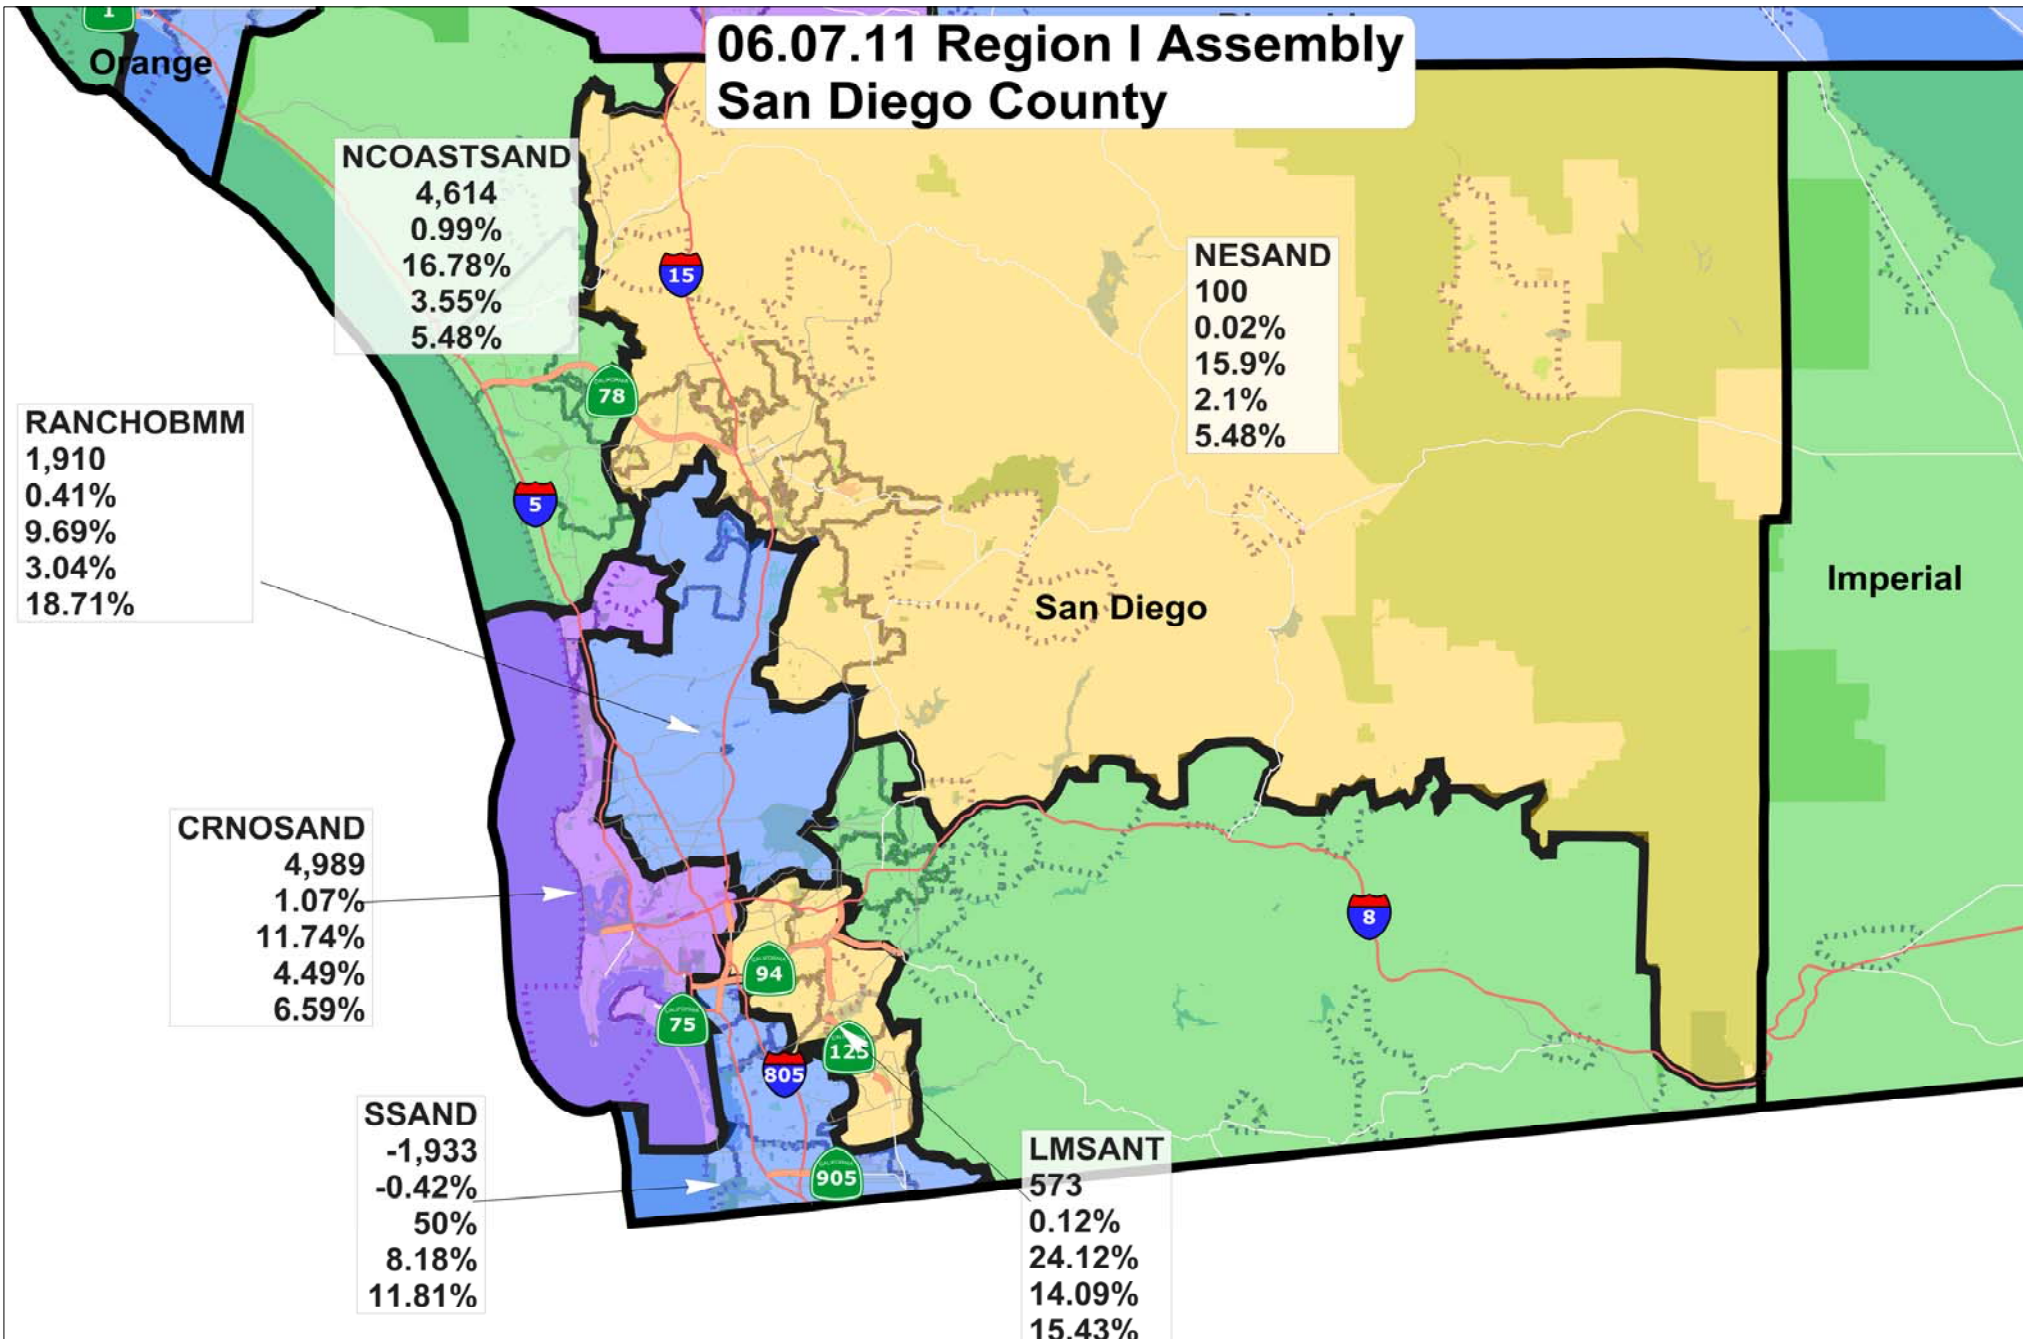 06.07.11 Region I Assembly
San Diego County
1
Orange
NCOASTSAND
4,614
0.99%
16.78%
3.55%
5.48%
15
NESAND
100
0.02%
15.9%
2.1%
5.48%
CALIFORNIA
78
RANCHOBMM
1,910
0.41%
9.69%
3.04%
18.71%
5
San Diego
Imperial
CRNOSAND
4,989
1.07%
11.74%
4.49%
6.59%
8
CALIFORNIA
94
CALIFORNIA
75
125
805
SSAND
-1,933
-0.42%
50%
8.18%
11.81%
CALIFORNIA
905
LMSANT
573
0.12%
24.12%
14.09%
15.43%